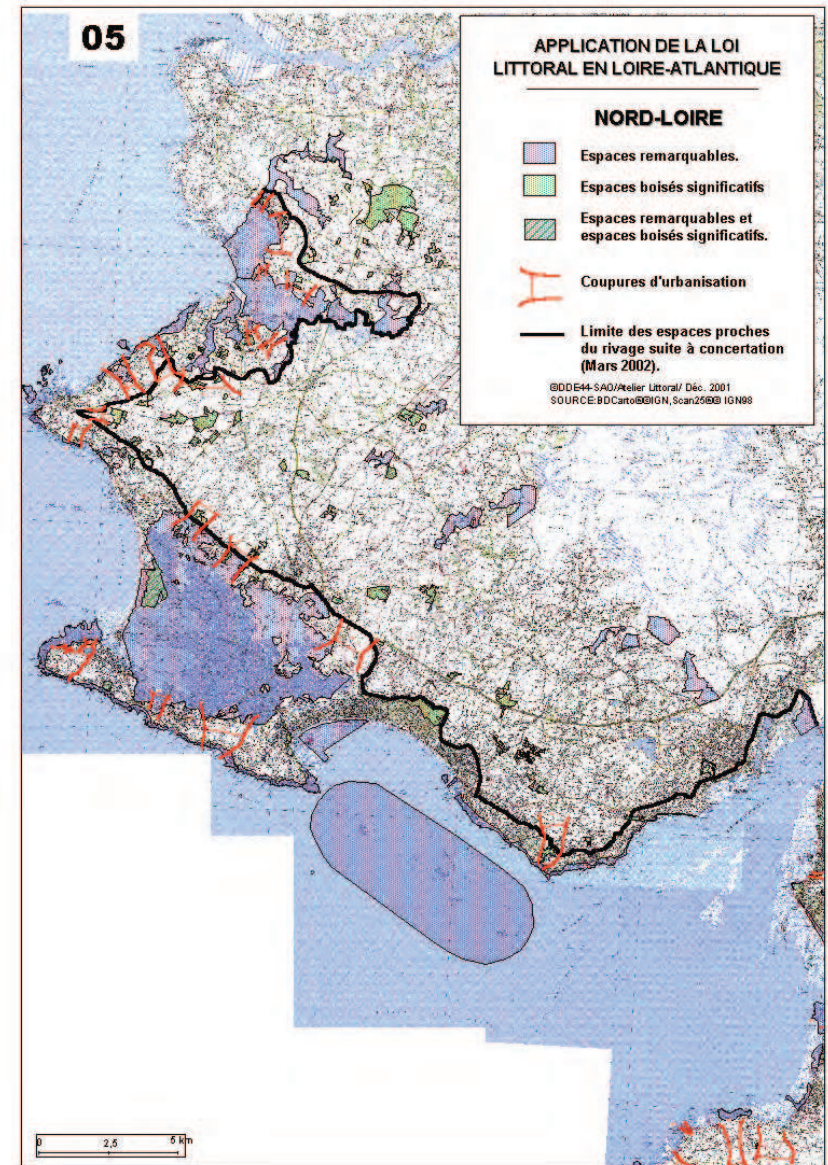 05
APPLICATION DE LA LOI
LITTORAL EN LOIRE-ATLANTIQUE
NORD-LOIRE
Espaces remarquables.
Espaces boisés significatifs
Espaces remarquables et
espaces boisés significatifs.
Coupures d'urbanisation
Limite des espaces proches
du rivage suite à concertation
(Mars 2002).
©DDE44-SAO/Atelier Littoral/ Déc. 2001
SOURCE:BDCarto©©IGN,Scan25©© IGN98
0 2,5 5 km